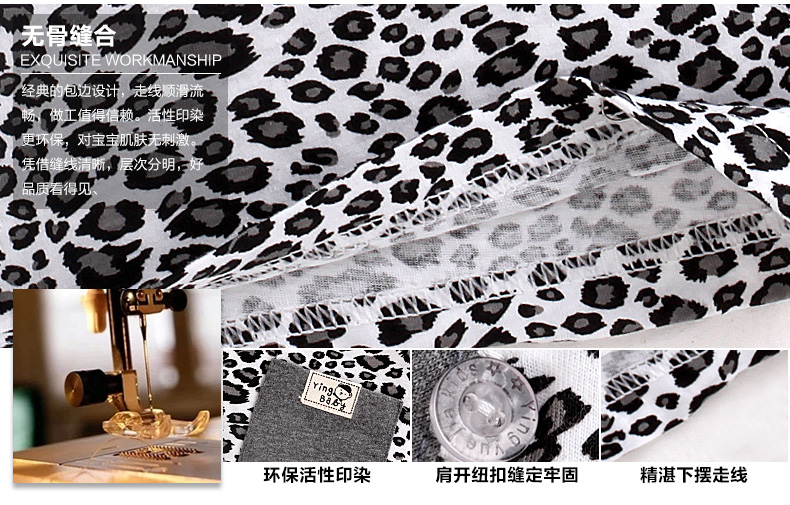 无骨缝合
EXQUISITE WORKMANSHIP
经典的包边设计，走线顺滑流
畅，做工值得信赖。活性印染
更环保，对宝宝肌肤无刺激。
凭借缝线清晰，层次分明，好
品质看得见、
Ying
Baby
环保活性印染
肩开纽扣缝定牢固
精湛下摆走线